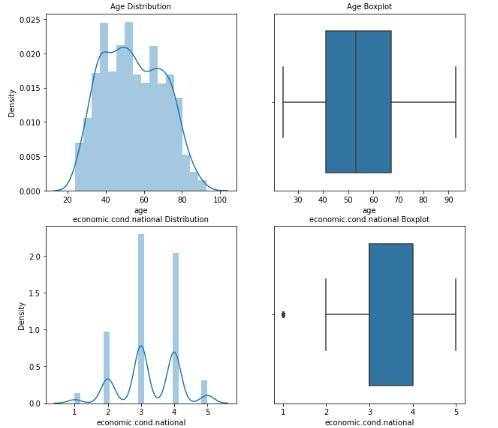 Age Distribution
0.025
0.020
0.015
0.010
0.005
0.000
Density
20 40 60 80 100
age
Age Boxplot
30 40 50 60 70 80 90
age
economic.cond.national Distribution
2.0
1.5
1.0
0.5
0.0
Density
1 2 3 4 5
economic.cond.national
economic.cond.national Boxplot
1 2 3 4 5
economic.cond.national